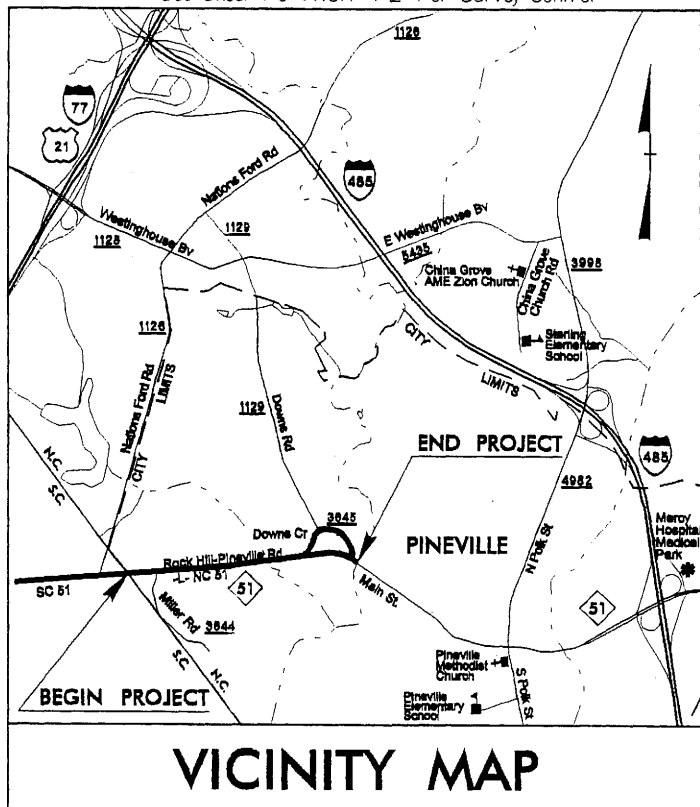 1126
77
21
485
Nations Ford Rd
Westinghouse Bv
1125
1129
E Westinghouse Bv
5435
China Grove
AME Zion Church
China Grove
Church Rd
3998
Sterling
Elementary
School
1126
Nations Ford Rd
CITY
LIMITS
CITY
LIMITS
1129
Downs Rd
N.C.
S.C.
END PROJECT
485
4982
Mercy
Hospital
Medical
Park
3645
Downs Cr
PINEVILLE
N Polk St
Rock Hill-Pineville Rd
-L- NC 51
SC 51
51
Main St.
51
Miller Rd
3644
S.C.
N.C.
Pineville
Methodist
Church
S Polk St
BEGIN PROJECT
Pineville
Elementary
School
VICINITY MAP